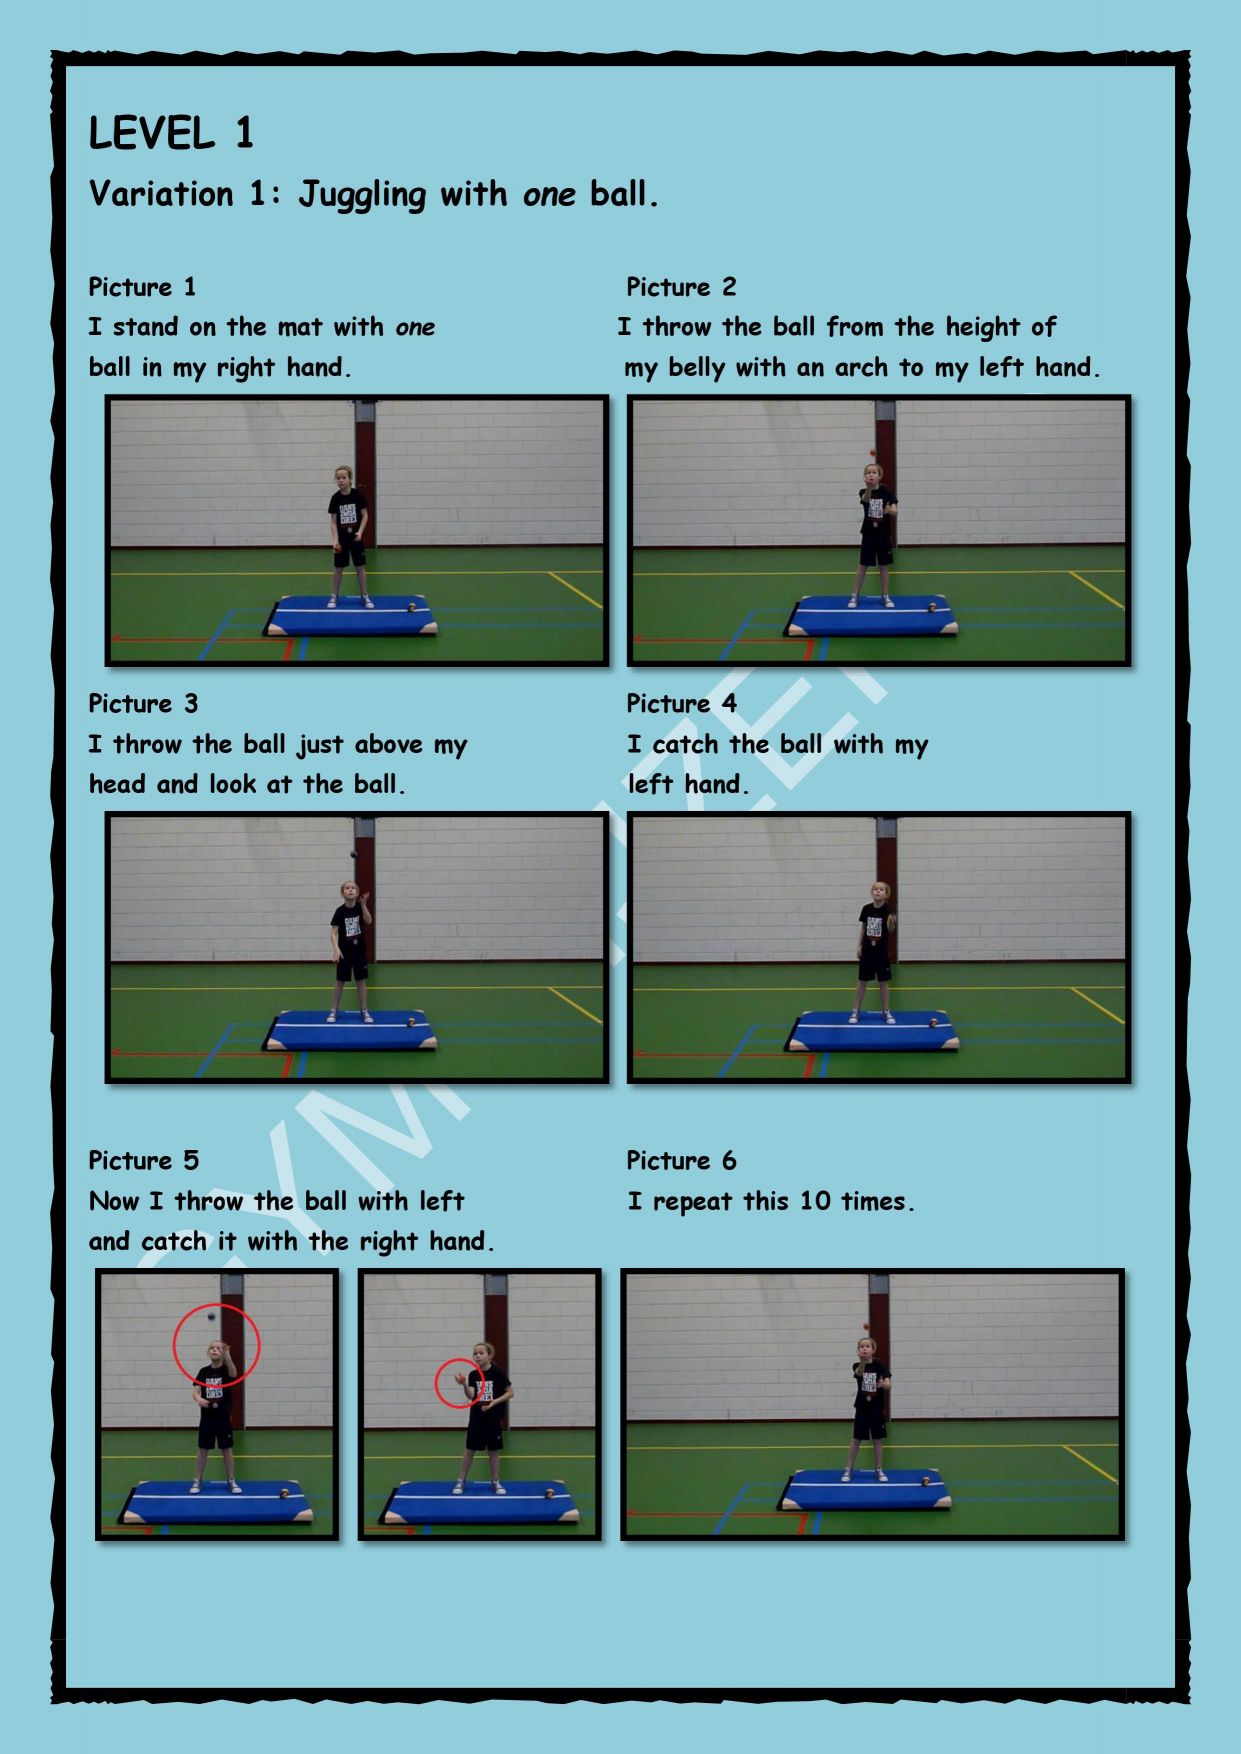 LEVEL 1
Variation 1: Juggling with one ball.
Picture 1
I stand on the mat with one
ball in my right hand.
Picture 2
I throw the ball from the height of
my belly with an arch to my left hand.
Picture 3
I throw the ball just above my
head and look at the ball.
Picture 4
I catch the ball with my
left hand.
Picture 5
Now I throw the ball with left
and catch it with the right hand.
Picture 6
I repeat this 10 times.